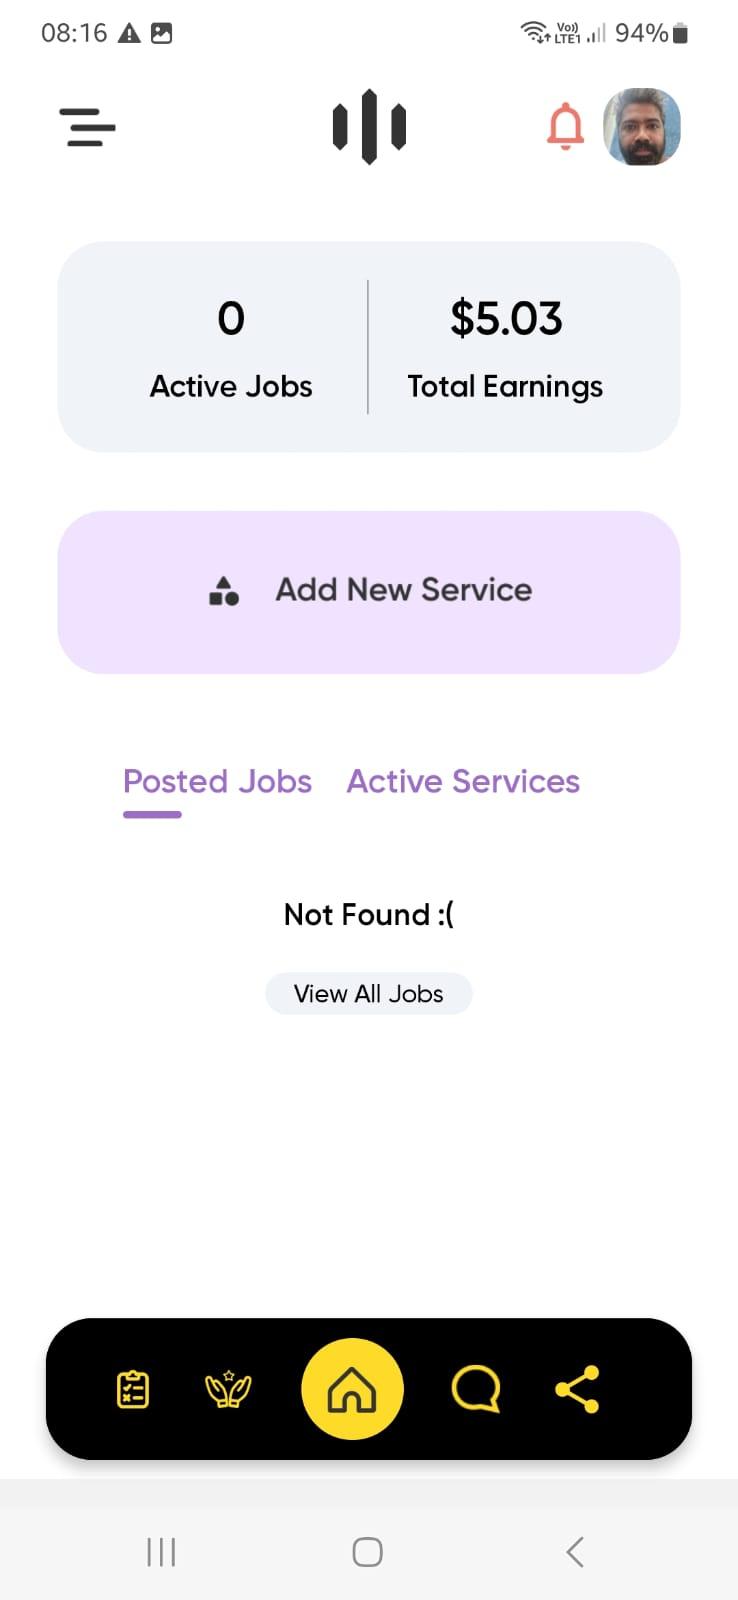 08:16
Vo)) LTE1 94%
0
$5.03
Active Jobs
Total Earnings
Add New Service
Posted Jobs
Active Services
Not Found :(
View All Jobs